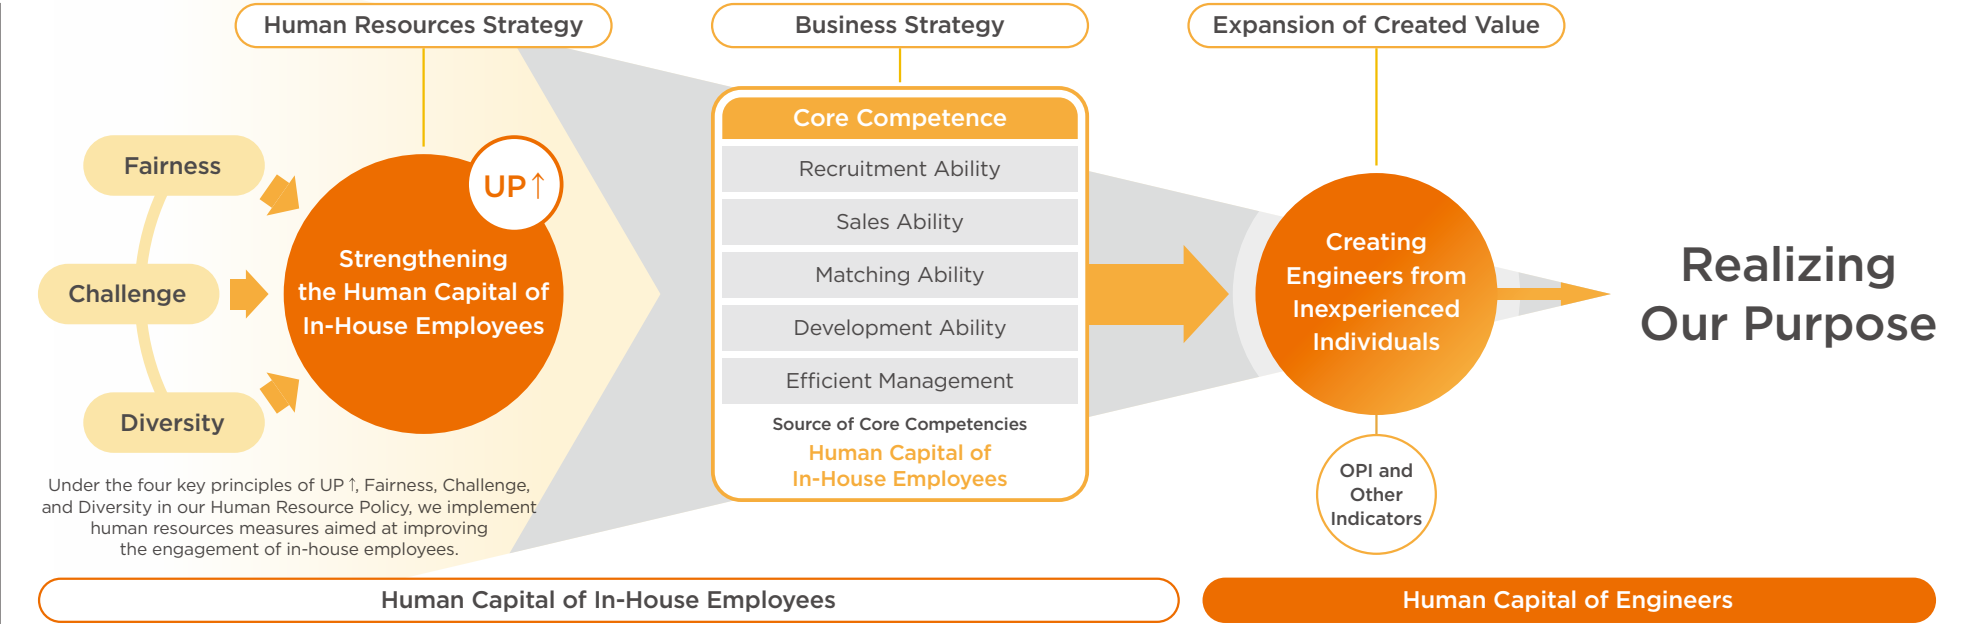 Human Resources Strategy
Business Strategy
Expansion of Created Value
Fairness
Challenge
Diversity
UP↑
Strengthening
the Human Capital of
In-House Employees
Under the four key principles of UP↑, Fairness, Challenge,
and Diversity in our Human Resource Policy, we implement
human resources measures aimed at improving
the engagement of in-house employees.
Core Competence
Recruitment Ability
Sales Ability
Matching Ability
Development Ability
Efficient Management
Source of Core Competencies
Human Capital of
In-House Employees
Creating
Engineers from
Inexperienced
Individuals
OPI and
Other
Indicators
Realizing
Our Purpose
Human Capital of In-House Employees
Human Capital of Engineers